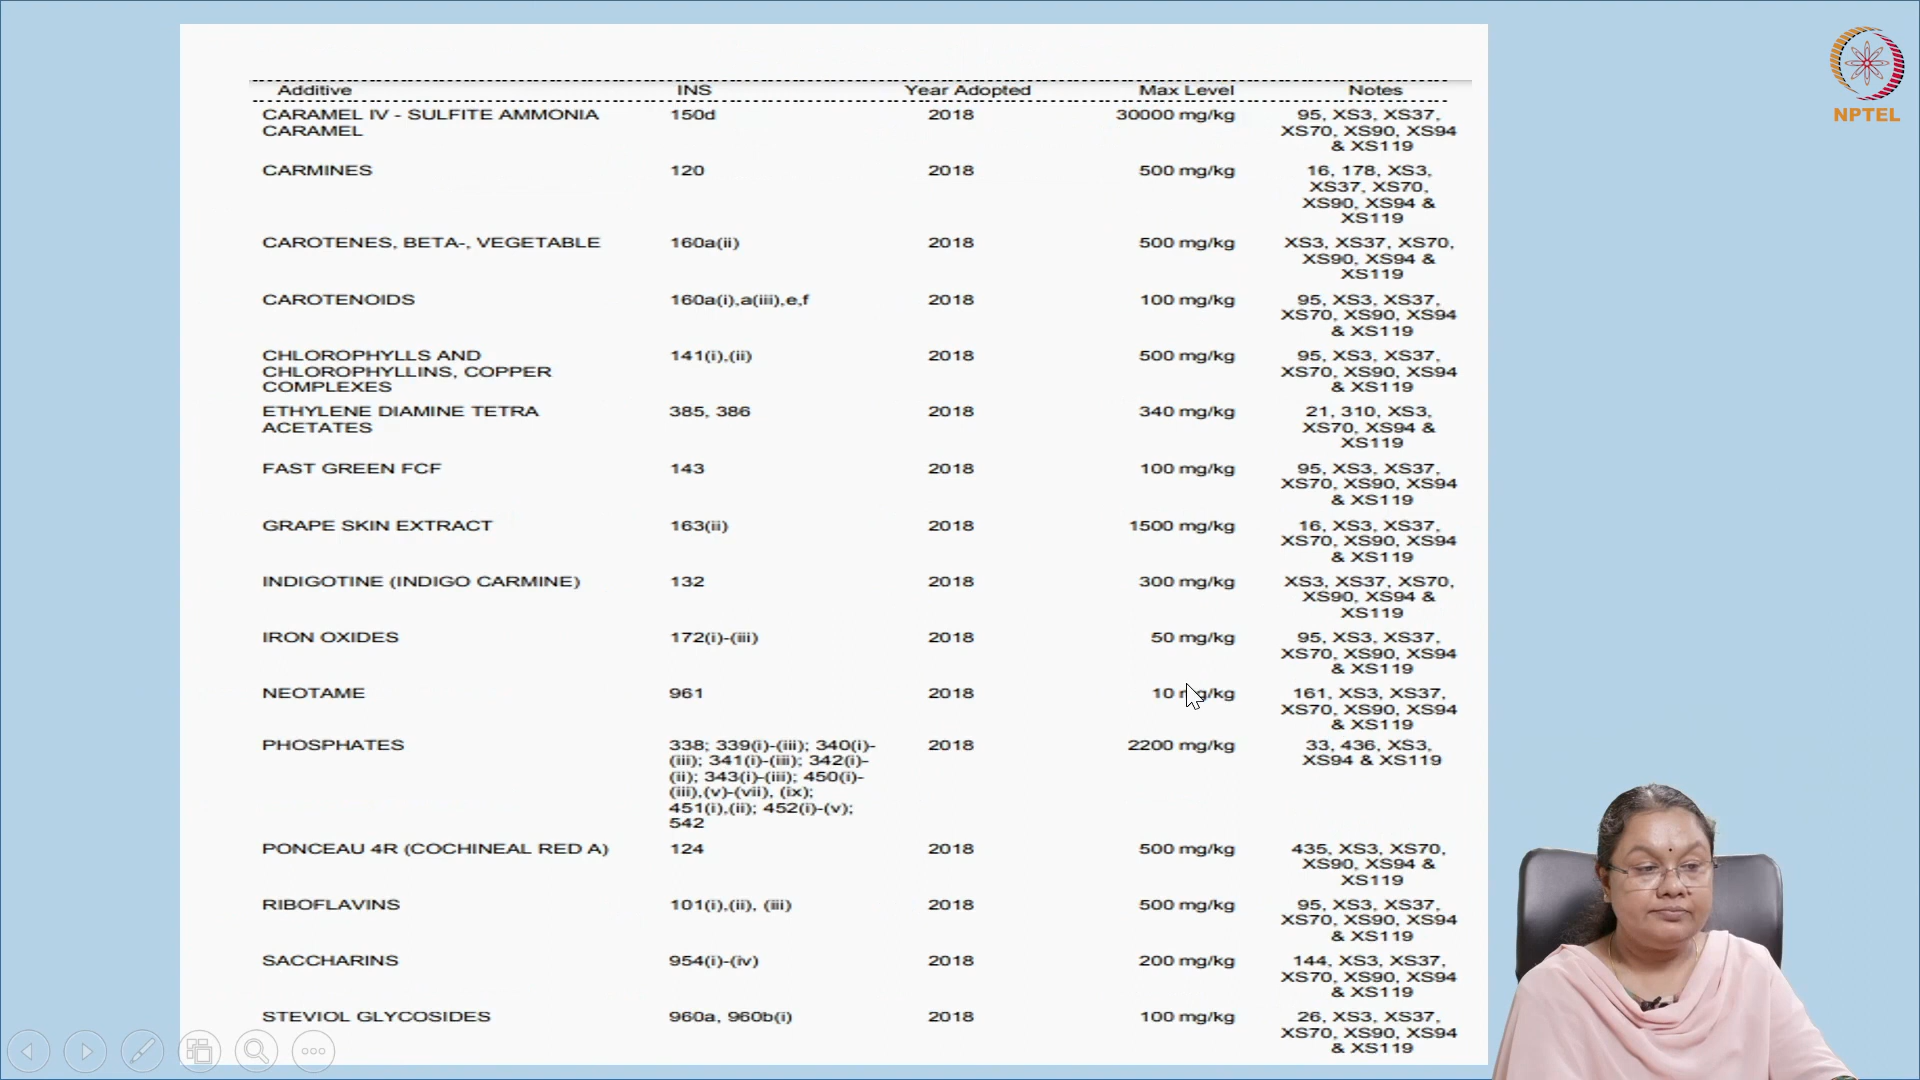 NPTEL
Additive INS Year Adopted Max Level Notes
CARAMEL IV - SULFITE AMMONIA 150d 2018 30000 mg/kg 95, XS3, XS37,
CARAMEL XS70, XS90, XS94
& XS119
CARMINES 120 2018 500 mg/kg 16, 178, XS3,
XS37, XS70,
XS90, XS94 &
XS119
CAROTENES, BETA-, VEGETABLE 160a(ii) 2018 500 mg/kg XS3, XS37, XS70,
XS90, XS94 &
XS119
CAROTENOIDS 160a(i),a(iii),e,f 2018 100 mg/kg 95, XS3, XS37,
XS70, XS90, XS94
& XS119
CHLOROPHYLLS AND 141(i),(ii) 2018 500 mg/kg 95, XS3, XS37,
CHLOROPHYLLINS, COPPER XS70, XS90, XS94
COMPLEXES & XS119
ETHYLENE DIAMINE TETRA 385, 386 2018 340 mg/kg 21, 310, XS3,
ACETATES XS70, XS94 &
XS119
FAST GREEN FCF 143 2018 100 mg/kg 95, XS3, XS37,
XS70, XS90, XS94
& XS119
GRAPE SKIN EXTRACT 163(ii) 2018 1500 mg/kg 16, XS3, XS37,
XS70, XS90, XS94
& XS119
INDIGOTINE (INDIGO CARMINE) 132 2018 300 mg/kg XS3, XS37, XS70,
XS90, XS94 &
XS119
IRON OXIDES 172(i)-(iii) 2018 50 mg/kg 95, XS3, XS37,
XS70, XS90, XS94
& XS119
NEOTAME 961 2018 10 mg/kg 161, XS3, XS37,
XS70, XS90, XS94
& XS119
PHOSPHATES 338; 339(i)-(iii); 340(i)- 2018 2200 mg/kg 33, 436, XS3,
(iii); 341(i)-(iii); 342(i)- XS94 & XS119
(ii); 343(i)-(iii); 450(i)-
(iii),(v)-(vii), (ix);
451(i),(ii); 452(i)-(v);
542
PONCEAU 4R (COCHINEAL RED A) 124 2018 500 mg/kg 435, XS3, XS70,
XS90, XS94 &
XS119
RIBOFLAVINS 101(i),(ii), (iii) 2018 500 mg/kg 95, XS3, XS37,
XS70, XS90, XS94
& XS119
SACCHARINS 954(i)-(iv) 2018 200 mg/kg 144, XS3, XS37,
XS70, XS90, XS94
& XS119
STEVIOL GLYCOSIDES 960a, 960b(i) 2018 100 mg/kg 26, XS3, XS37,
XS70, XS90, XS94
& XS119